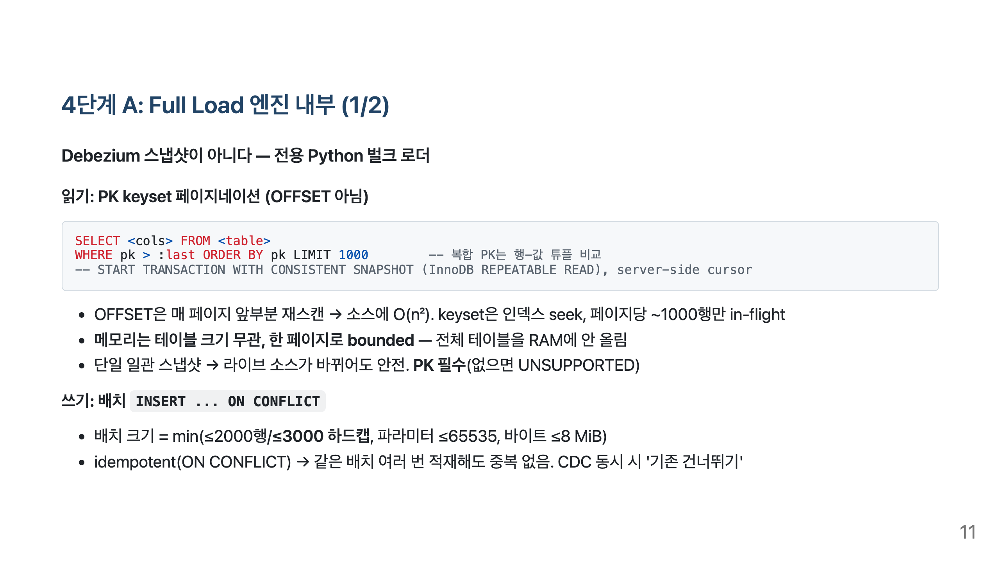 4단계 A: Full Load 엔진 내부 (1/2)
Debezium 스냅샷이 아니다 — 전용 Python 벌크 로더
읽기: PK keyset 페이지네이션 (OFFSET 아님)
SELECT <cols> FROM <table>
WHERE pk > :last ORDER BY pk LIMIT 1000        -- 복합 PK는 행-값 튜플 비교
-- START TRANSACTION WITH CONSISTENT SNAPSHOT (InnoDB REPEATABLE READ), server-side cursor
• OFFSET은 매 페이지 앞부분 재스캔 → 소스에 O(n²). keyset은 인덱스 seek, 페이지당 ~1000행만 in-flight
• 메모리는 테이블 크기 무관, 한 페이지로 bounded — 전체 테이블을 RAM에 안 올림
• 단일 일관 스냅샷 → 라이브 소스가 바뀌어도 안전. PK 필수(없으면 UNSUPPORTED)
쓰기: 배치 INSERT ... ON CONFLICT
• 배치 크기 = min(≤2000행/≤3000 하드캡, 파라미터 ≤65535, 바이트 ≤8 MiB)
• idempotent(ON CONFLICT) → 같은 배치 여러 번 적재해도 중복 없음. CDC 동시 시 '기존 건너뛰기'
11